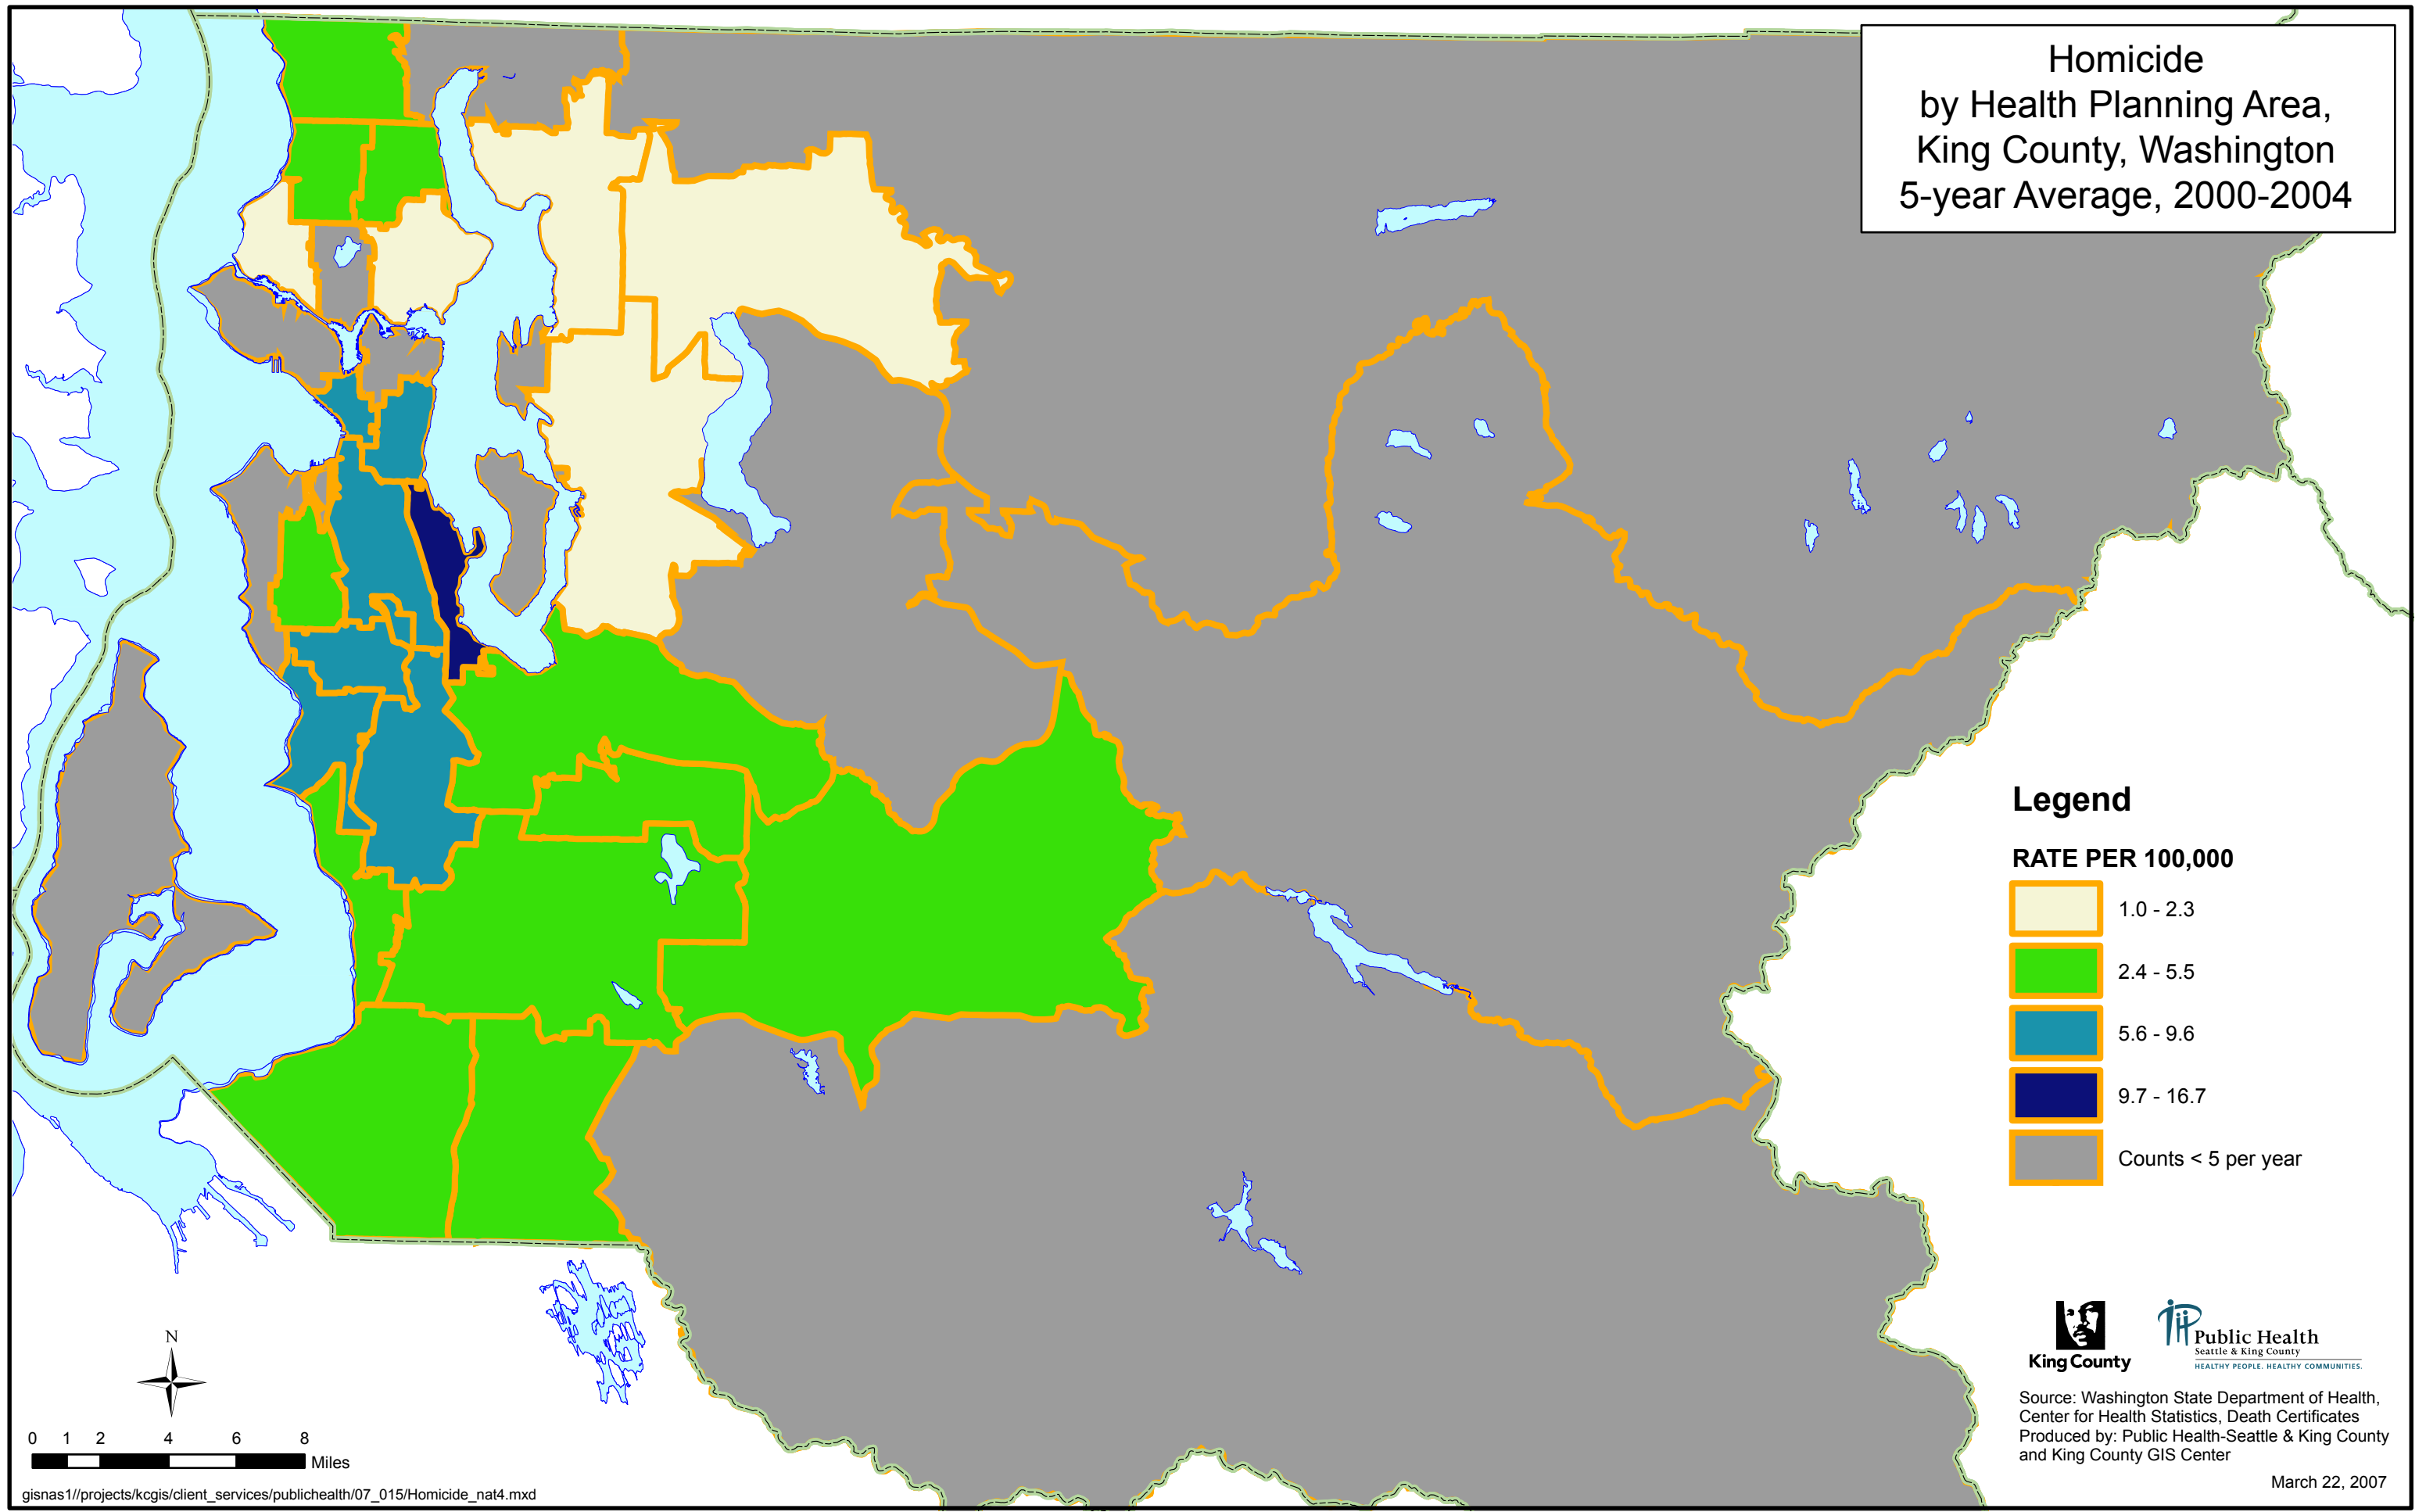 Homicide
by Health Planning Area,
King County, Washington
5-year Average, 2000-2004
Legend
RATE PER 100,000
1.0 - 2.3
2.4 - 5.5
5.6 - 9.6
9.7 - 16.7
Counts < 5 per year
King County
Public Health
Seattle & King County
HEALTHY PEOPLE. HEALTHY COMMUNITIES.
Source: Washington State Department of Health,
Center for Health Statistics, Death Certificates
Produced by: Public Health-Seattle & King County
and King County GIS Center
March 22, 2007
N
0 1 2 4 6 8
Miles
gisnas1//projects/kcgis/client_services/publichealth/07_015/Homicide_nat4.mxd